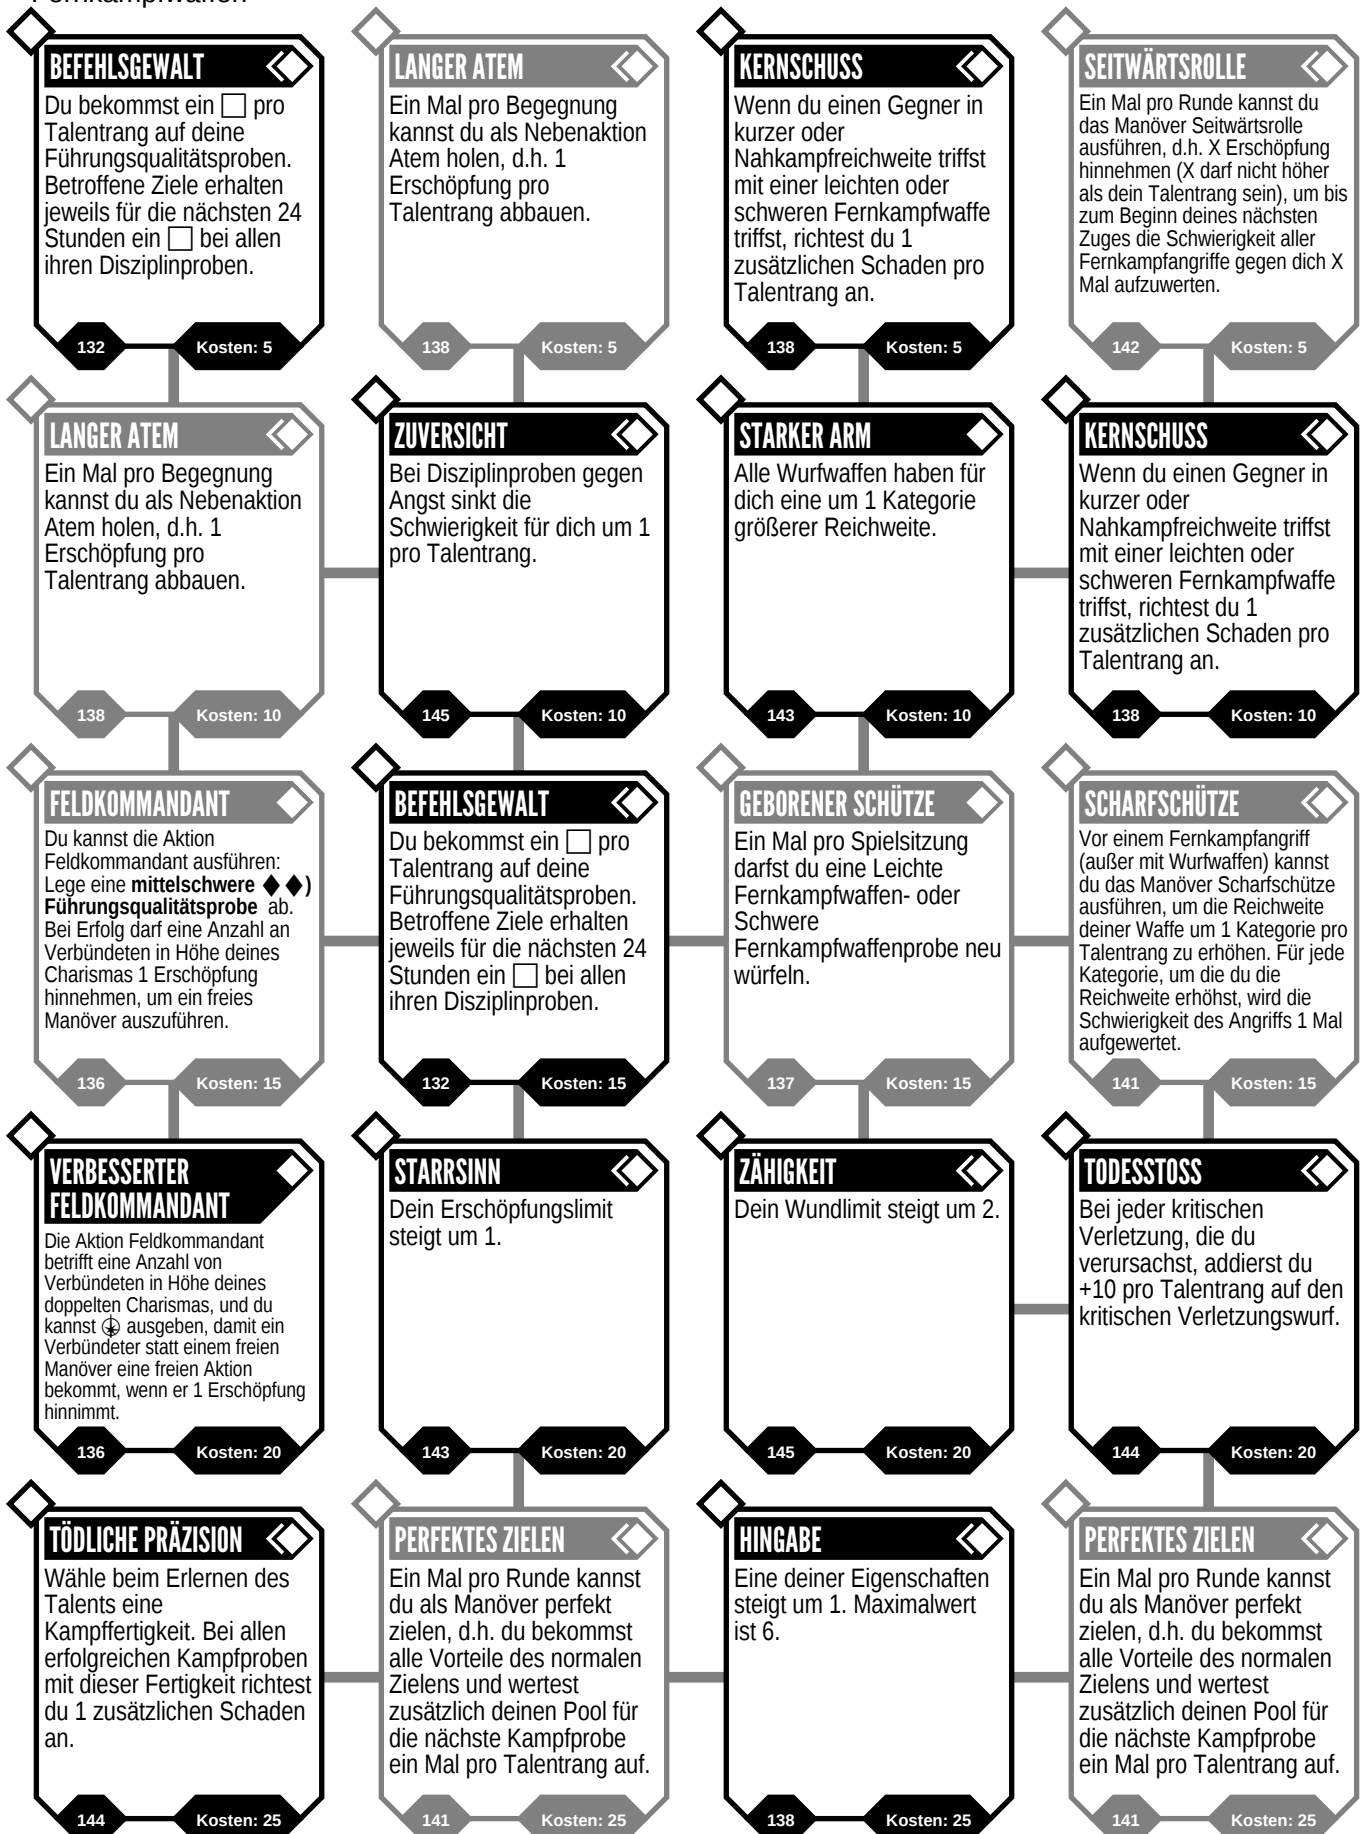 Fernkampfwaffen
BEFEHLSGEWALT
Du bekommst ein □ pro
Talentrang auf deine
Führungsqualitätsproben.
Betroffene Ziele erhalten
jeweils für die nächsten 24
Stunden ein □ bei allen
ihren Disziplinproben.
132
Kosten: 5
LANGER ATEM
Ein Mal pro Begegnung
kannst du als Nebenaktion
Atem holen, d.h. 1
Erschöpfung pro
Talentrang abbauen.
138
Kosten: 5
KERNSCHUSS
Wenn du einen Gegner in
kurzer oder
Nahkampfreichweite triffst
mit einer leichten oder
schweren Fernkampfwaffe
triffst, richtest du 1
zusätzlichen Schaden pro
Talentrang an.
138
Kosten: 5
SEITWÄRTSROLLE
Ein Mal pro Runde kannst du
das Manöver Seitwärtsrolle
ausführen, d.h. X Erschöpfung
hinnehmen (X darf nicht höher
als dein Talentrang sein), um bis
zum Beginn deines nächsten
Zuges die Schwierigkeit aller
Fernkampfangriffe gegen dich X
Mal aufzuwerten.
142
Kosten: 5
LANGER ATEM
Ein Mal pro Begegnung
kannst du als Nebenaktion
Atem holen, d.h. 1
Erschöpfung pro
Talentrang abbauen.
138
Kosten: 10
ZUVERSICHT
Bei Disziplinproben gegen
Angst sinkt die
Schwierigkeit für dich um 1
pro Talentrang.
145
Kosten: 10
STARKER ARM
Alle Wurfwaffen haben für
dich eine um 1 Kategorie
größerer Reichweite.
143
Kosten: 10
KERNSCHUSS
Wenn du einen Gegner in
kurzer oder
Nahkampfreichweite triffst
mit einer leichten oder
schweren Fernkampfwaffe
triffst, richtest du 1
zusätzlichen Schaden pro
Talentrang an.
138
Kosten: 10
FELDKOMMANDANT
Du kannst die Aktion
Feldkommandant ausführen:
Lege eine mittelschwere ◆◆)
Führungsqualitätsprobe ab.
Bei Erfolg darf eine Anzahl an
Verbündeten in Höhe deines
Charismas 1 Erschöpfung
hinnehmen, um ein freies
Manöver auszuführen.
136
Kosten: 15
BEFEHLSGEWALT
Du bekommst ein □ pro
Talentrang auf deine
Führungsqualitätsproben.
Betroffene Ziele erhalten
jeweils für die nächsten 24
Stunden ein □ bei allen
ihren Disziplinproben.
132
Kosten: 15
GEBORENER SCHÜTZE
Ein Mal pro Spielsitzung
darfst du eine Leichte
Fernkampfwaffen- oder
Schwere
Fernkampfwaffenprobe neu
würfeln.
137
Kosten: 15
SCHARFSCHÜTZE
Vor einem Fernkampfangriff
(außer mit Wurfwaffen) kannst
du das Manöver Scharfschütze
ausführen, um die Reichweite
deiner Waffe um 1 Kategorie pro
Talentrang zu erhöhen. Für jede
Kategorie, um die du die
Reichweite erhöhst, wird die
Schwierigkeit des Angriffs 1 Mal
aufgewertet.
141
Kosten: 15
VERBESSERTER
FELDKOMMANDANT
Die Aktion Feldkommandant
betrifft eine Anzahl von
Verbündeten in Höhe deines
doppelten Charismas, und du
kannst ausgeben, damit ein
Verbündeter statt einem freien
Manöver eine freien Aktion
bekommt, wenn er 1 Erschöpfung
hinnimmt.
136
Kosten: 20
STARRSINN
Dein Erschöpfungslimit
steigt um 1.
143
Kosten: 20
ZÄHIGKEIT
Dein Wundlimit steigt um 2.
145
Kosten: 20
TODESSTOSS
Bei jeder kritischen
Verletzung, die du
verursachst, addierst du
+10 pro Talentrang auf den
kritischen Verletzungswurf.
144
Kosten: 20
TÖDLICHE PRÄZISION
Wähle beim Erlernen des
Talents eine
Kampffertigkeit. Bei allen
erfolgreichen Kampfproben
mit dieser Fertigkeit richtest
du 1 zusätzlichen Schaden
an.
144
Kosten: 25
PERFEKTES ZIELEN
Ein Mal pro Runde kannst
du als Manöver perfekt
zielen, d.h. du bekommst
alle Vorteile des normalen
Zielens und wertest
zusätzlich deinen Pool für
die nächste Kampfprobe
ein Mal pro Talentrang auf.
141
Kosten: 25
HINGABE
Eine deiner Eigenschaften
steigt um 1. Maximalwert
ist 6.
138
Kosten: 25
PERFEKTES ZIELEN
Ein Mal pro Runde kannst
du als Manöver perfekt
zielen, d.h. du bekommst
alle Vorteile des normalen
Zielens und wertest
zusätzlich deinen Pool für
die nächste Kampfprobe
ein Mal pro Talentrang auf.
141
Kosten: 25